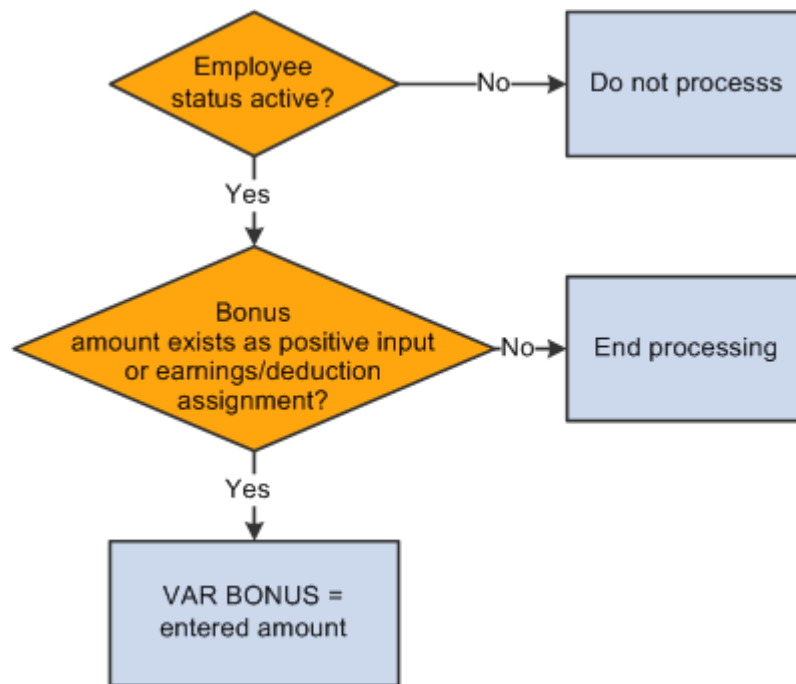 Employee
status active?
No
Do not processs
Yes
Bonus
amount exists as positive input
or earnings/deduction
assignment?
No
End processing
Yes
VAR BONUS =
entered amount